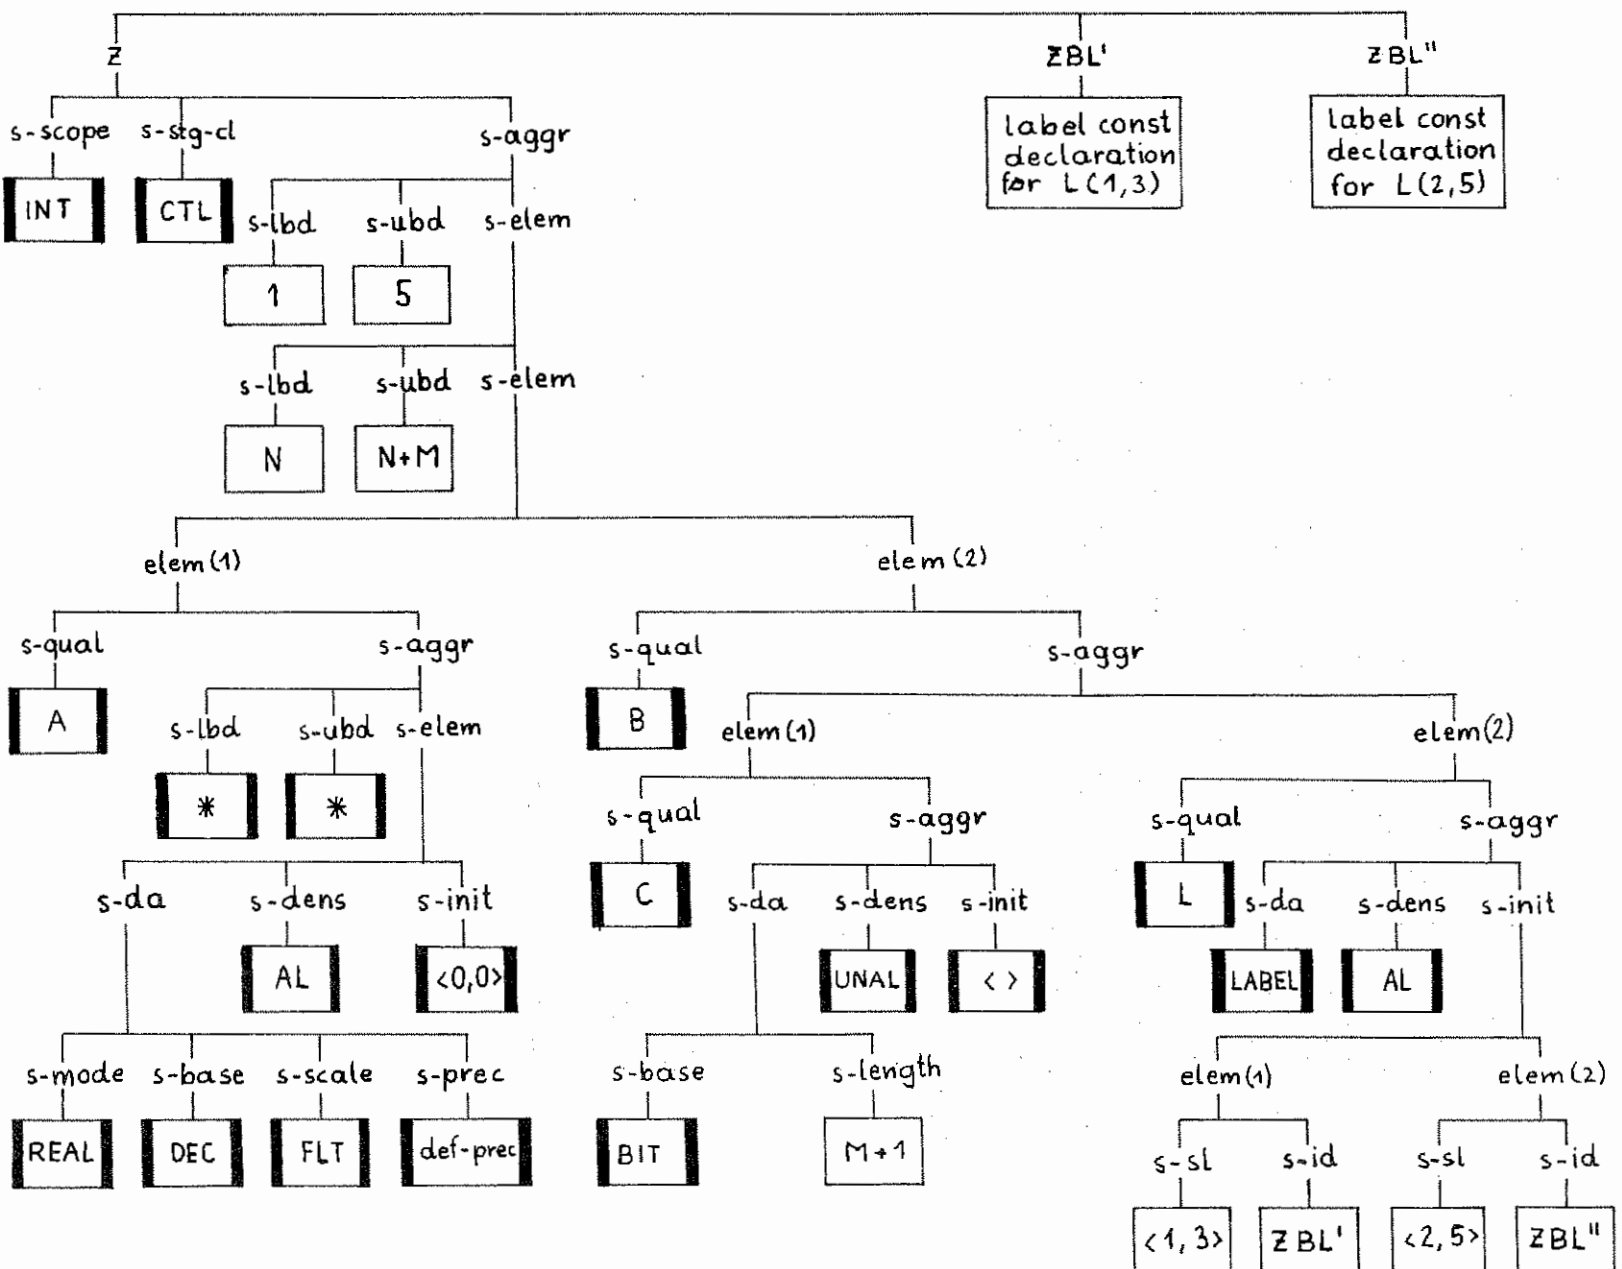 Z ZBL' ZBL"
s-scope s-stg-cl s-aggr
label const
declaration
for L(1,3)
label const
declaration
for L(2,5)
INT CTL
s-lbd s-ubd s-elem
1 5
s-lbd s-ubd s-elem
N N+M
elem(1) elem(2)
s-qual s-aggr s-qual s-aggr
A s-lbd s-ubd s-elem B elem(1) elem(2)
* *
s-qual s-aggr s-qual s-aggr
s-da s-dens s-init C s-da s-dens s-init L s-da s-dens s-init
AL <0,0> UNAL < > LABEL AL
s-mode s-base s-scale s-prec s-base s-length elem(1) elem(2)
REAL DEC FLT def-prec BIT M+1
s-sl s-id s-sl s-id
<1,3> ZBL' <2,5> ZBL"